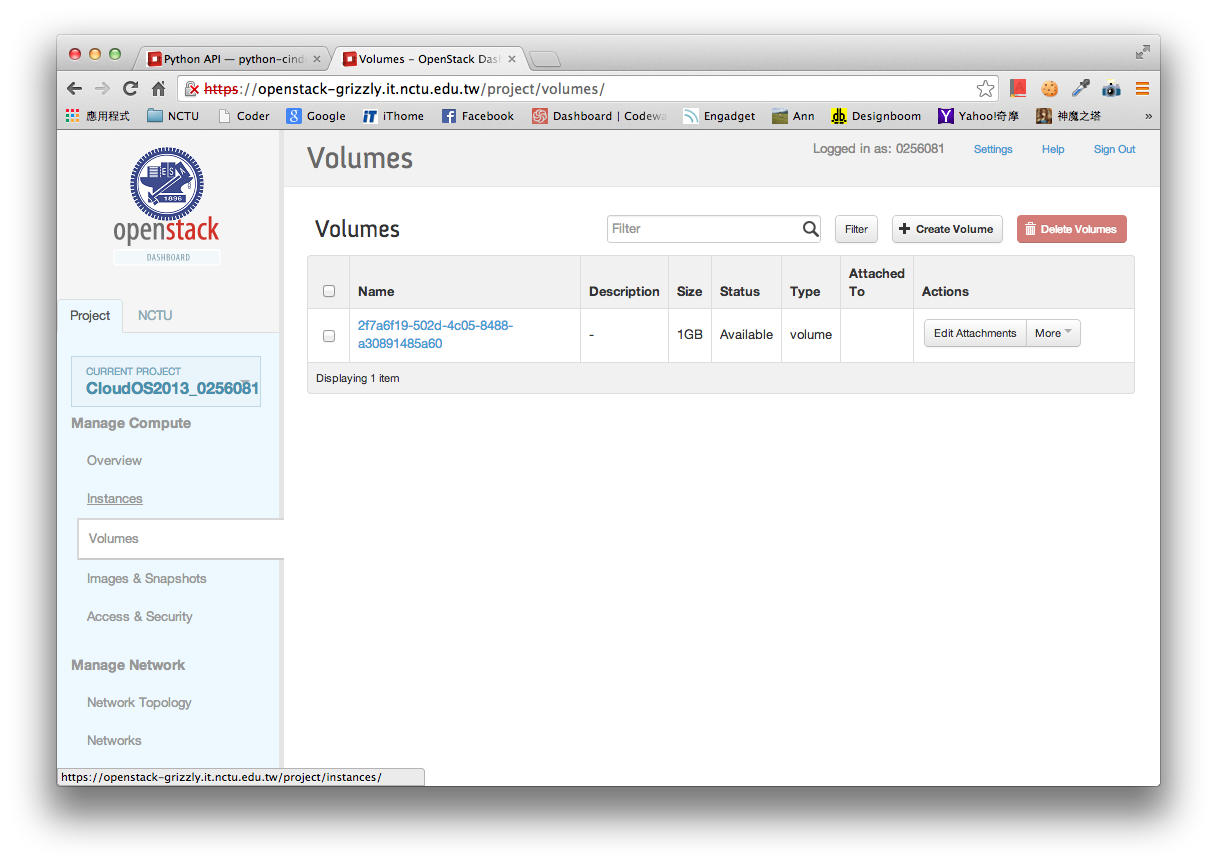 Python API — python-cind
Volumes – OpenStack Das
https://openstack-grizzly.it.nctu.edu.tw/project/volumes/
應用程式 NCTU Coder Google iThome Facebook Dashboard | Codewa Engadget Ann Designboom Yahoo!奇摩 神魔之塔 »
Volumes
Logged in as: 0256081 Settings Help Sign Out
ES
1896
openstack
DASHBOARD
Project NCTU
CURRENT PROJECT
CloudOS2013_0256081
Manage Compute
Overview
Instances
Volumes
Images & Snapshots
Access & Security
Manage Network
Network Topology
Networks
https://openstack-grizzly.it.nctu.edu.tw/project/instances/
Volumes
Filter Filter Create Volume Delete Volumes
Name Description Size Status Type Attached To Actions
2f7a6f19-502d-4c05-8488-
a30891485a60
- 1GB Available volume Edit Attachments More
Displaying 1 item